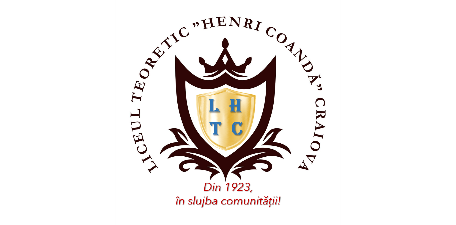 LICEUL TEORETIC ”HENRI COANDĂ” CRAIOVA
L H
T C
Din 1923,
în slujba comunității!